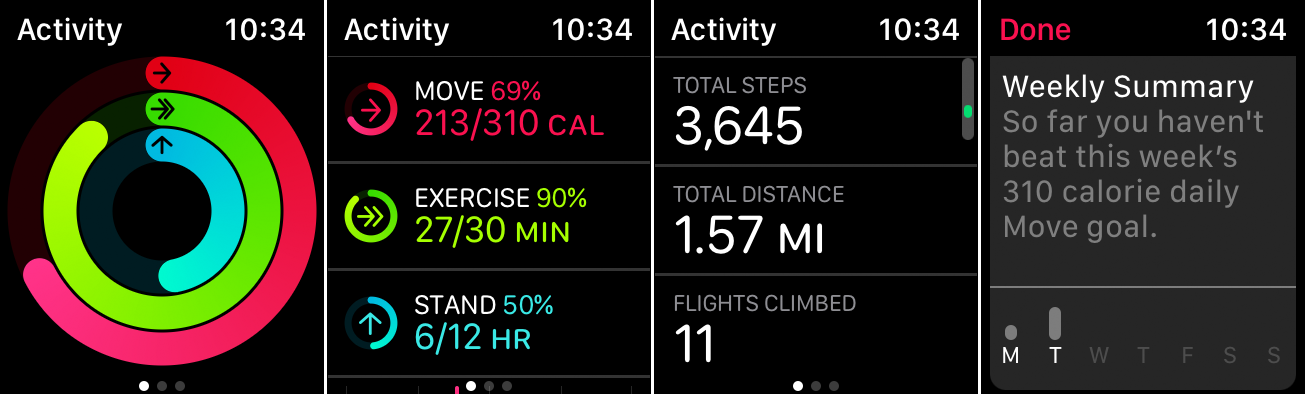 Activity 10:34
Activity 10:34
MOVE 69%
213/310 CAL
EXERCISE 90%
27/30 MIN
STAND 50%
6/12 HR
Activity 10:34
TOTAL STEPS
3,645
TOTAL DISTANCE
1.57 MI
FLIGHTS CLIMBED
11
Done 10:34
Weekly Summary
So far you haven't
beat this week’s
310 calorie daily
Move goal.
M T W T F S S